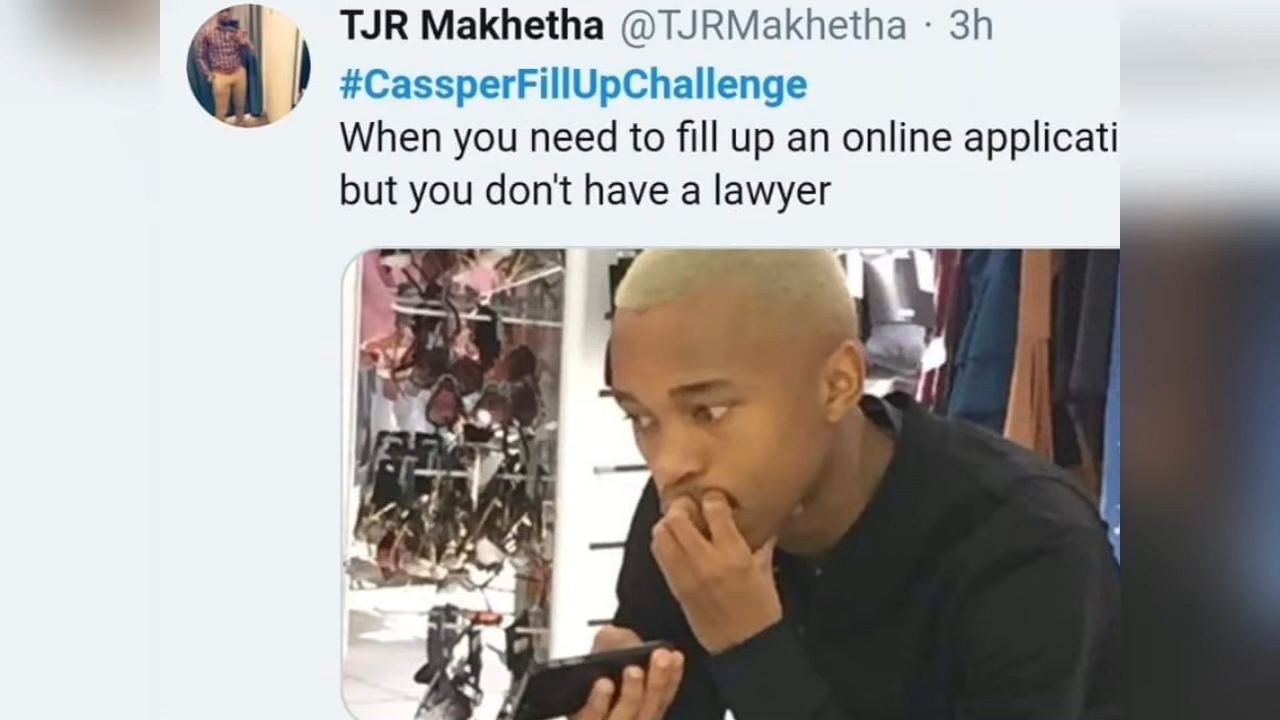 TJR Makhetha @TJRMakhetha · 3h
#CassperFillUpChallenge
When you need to fill up an online applicati
but you don't have a lawyer